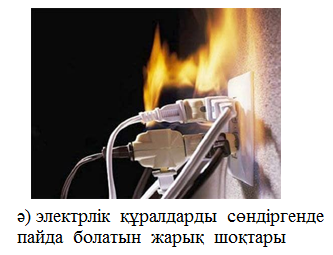 ә) электрлік құралдарды сөндіргенде
пайда болатын жарық шоқтары